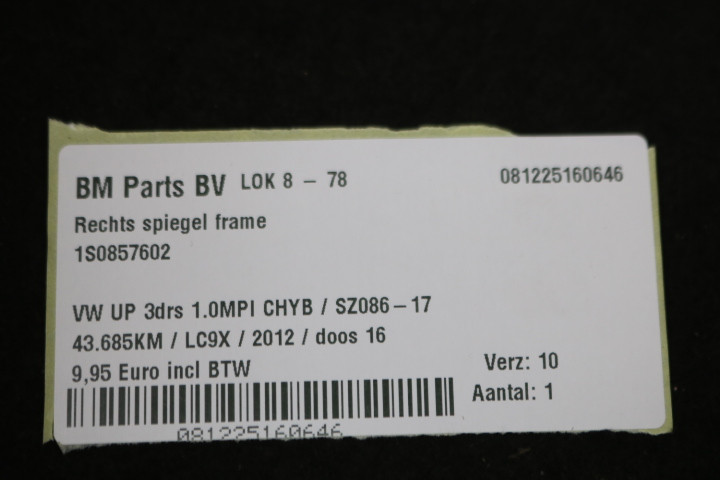 BM Parts BV LOK 8 – 78 081225160646
Rechts spiegel frame
1S0857602
VW UP 3drs 1.0MPI CHYB / SZ086–17
43.685KM / LC9X / 2012 / doos 16
9,95 Euro incl BTW Verz: 10
Aantal: 1
081225160646